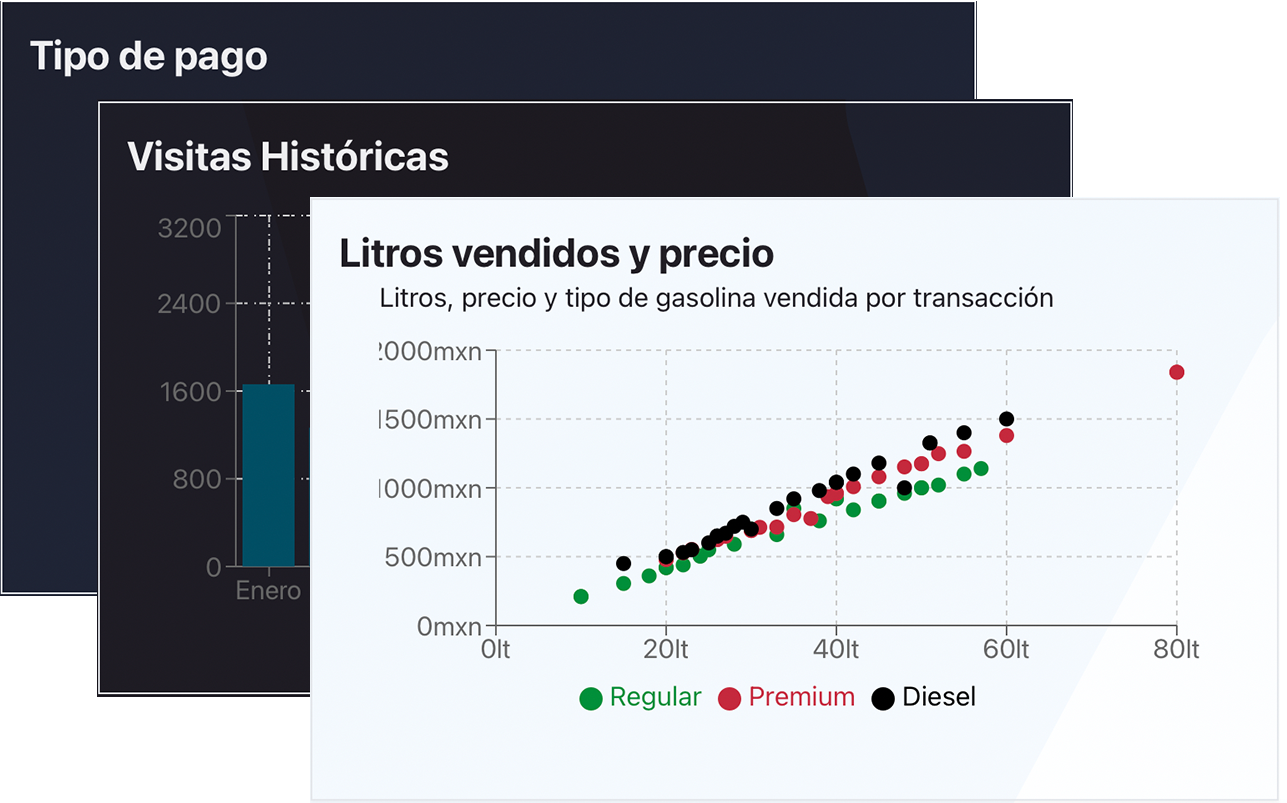 Tipo de pago
Visitas Históricas
3200
2400
1600
800
0
Enero
Litros vendidos y precio
Litros, precio y tipo de gasolina vendida por transacción
2000mxn
1500mxn
1000mxn
500mxn
0mxn
0lt 20lt 40lt 60lt 80lt
Regular Premium Diesel